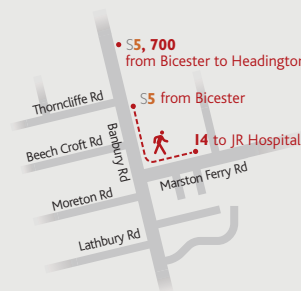 S5, 700
from Bicester to Headington
S5 from Bicester
Thorncliffe Rd
Beech Croft Rd
Banbury Rd
14 to JR Hospital
Marston Ferry Rd
Moreton Rd
Lathbury Rd